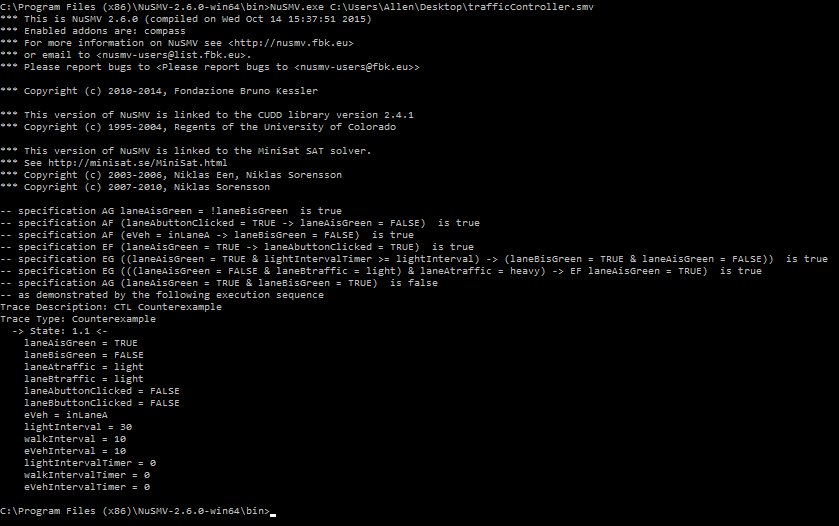 C:\Program Files (x86)\NuSMV-2.6.0-win64\bin>NuSMV.exe C:\Users\Allen\Desktop\trafficController.smv
*** This is NuSMV 2.6.0 (compiled on Wed Oct 14 15:37:51 2015)
*** Enabled addons are: compass
*** For more information on NuSMV see <http://nusmv.fbk.eu>
*** or email to <nusmv-users@list.fbk.eu>.
*** Please report bugs to <Please report bugs to <nusmv-users@fbk.eu>>
*** Copyright (c) 2010-2014, Fondazione Bruno Kessler
*** This version of NuSMV is linked to the CUDD library version 2.4.1
*** Copyright (c) 1995-2004, Regents of the University of Colorado
*** This version of NuSMV is linked to the MiniSat SAT solver.
*** See http://minisat.se/MiniSat.html
*** Copyright (c) 2003-2006, Niklas Een, Niklas Sorensson
*** Copyright (c) 2007-2010, Niklas Sorensson
-- specification AG laneAisGreen = !laneBisGreen  is true
-- specification AF (laneAbuttonClicked = TRUE -> laneAisGreen = FALSE)  is true
-- specification AF (eVeh = inLaneA -> laneBisGreen = FALSE)  is true
-- specification EF (laneAisGreen = TRUE -> laneAbuttonClicked = TRUE)  is true
-- specification EG ((laneAisGreen = TRUE & lightIntervalTimer >= lightInterval) -> (laneBisGreen = TRUE & laneAisGreen = FALSE))  is true
-- specification EG (((laneAisGreen = FALSE & laneBtraffic = light) & laneAtraffic = heavy) -> EF laneAisGreen = TRUE)  is true
-- specification AG (laneAisGreen = TRUE & laneBisGreen = TRUE)  is false
-- as demonstrated by the following execution sequence
Trace Description: CTL Counterexample
Trace Type: Counterexample
-> State: 1.1 <-
laneAisGreen = TRUE
laneBisGreen = FALSE
laneAtraffic = light
laneBtraffic = light
laneAbuttonClicked = FALSE
laneBbuttonClicked = FALSE
eVeh = inLaneA
lightInterval = 30
walkInterval = 10
eVehInterval = 10
lightIntervalTimer = 0
walkIntervalTimer = 0
eVehIntervalTimer = 0
C:\Program Files (x86)\NuSMV-2.6.0-win64\bin>